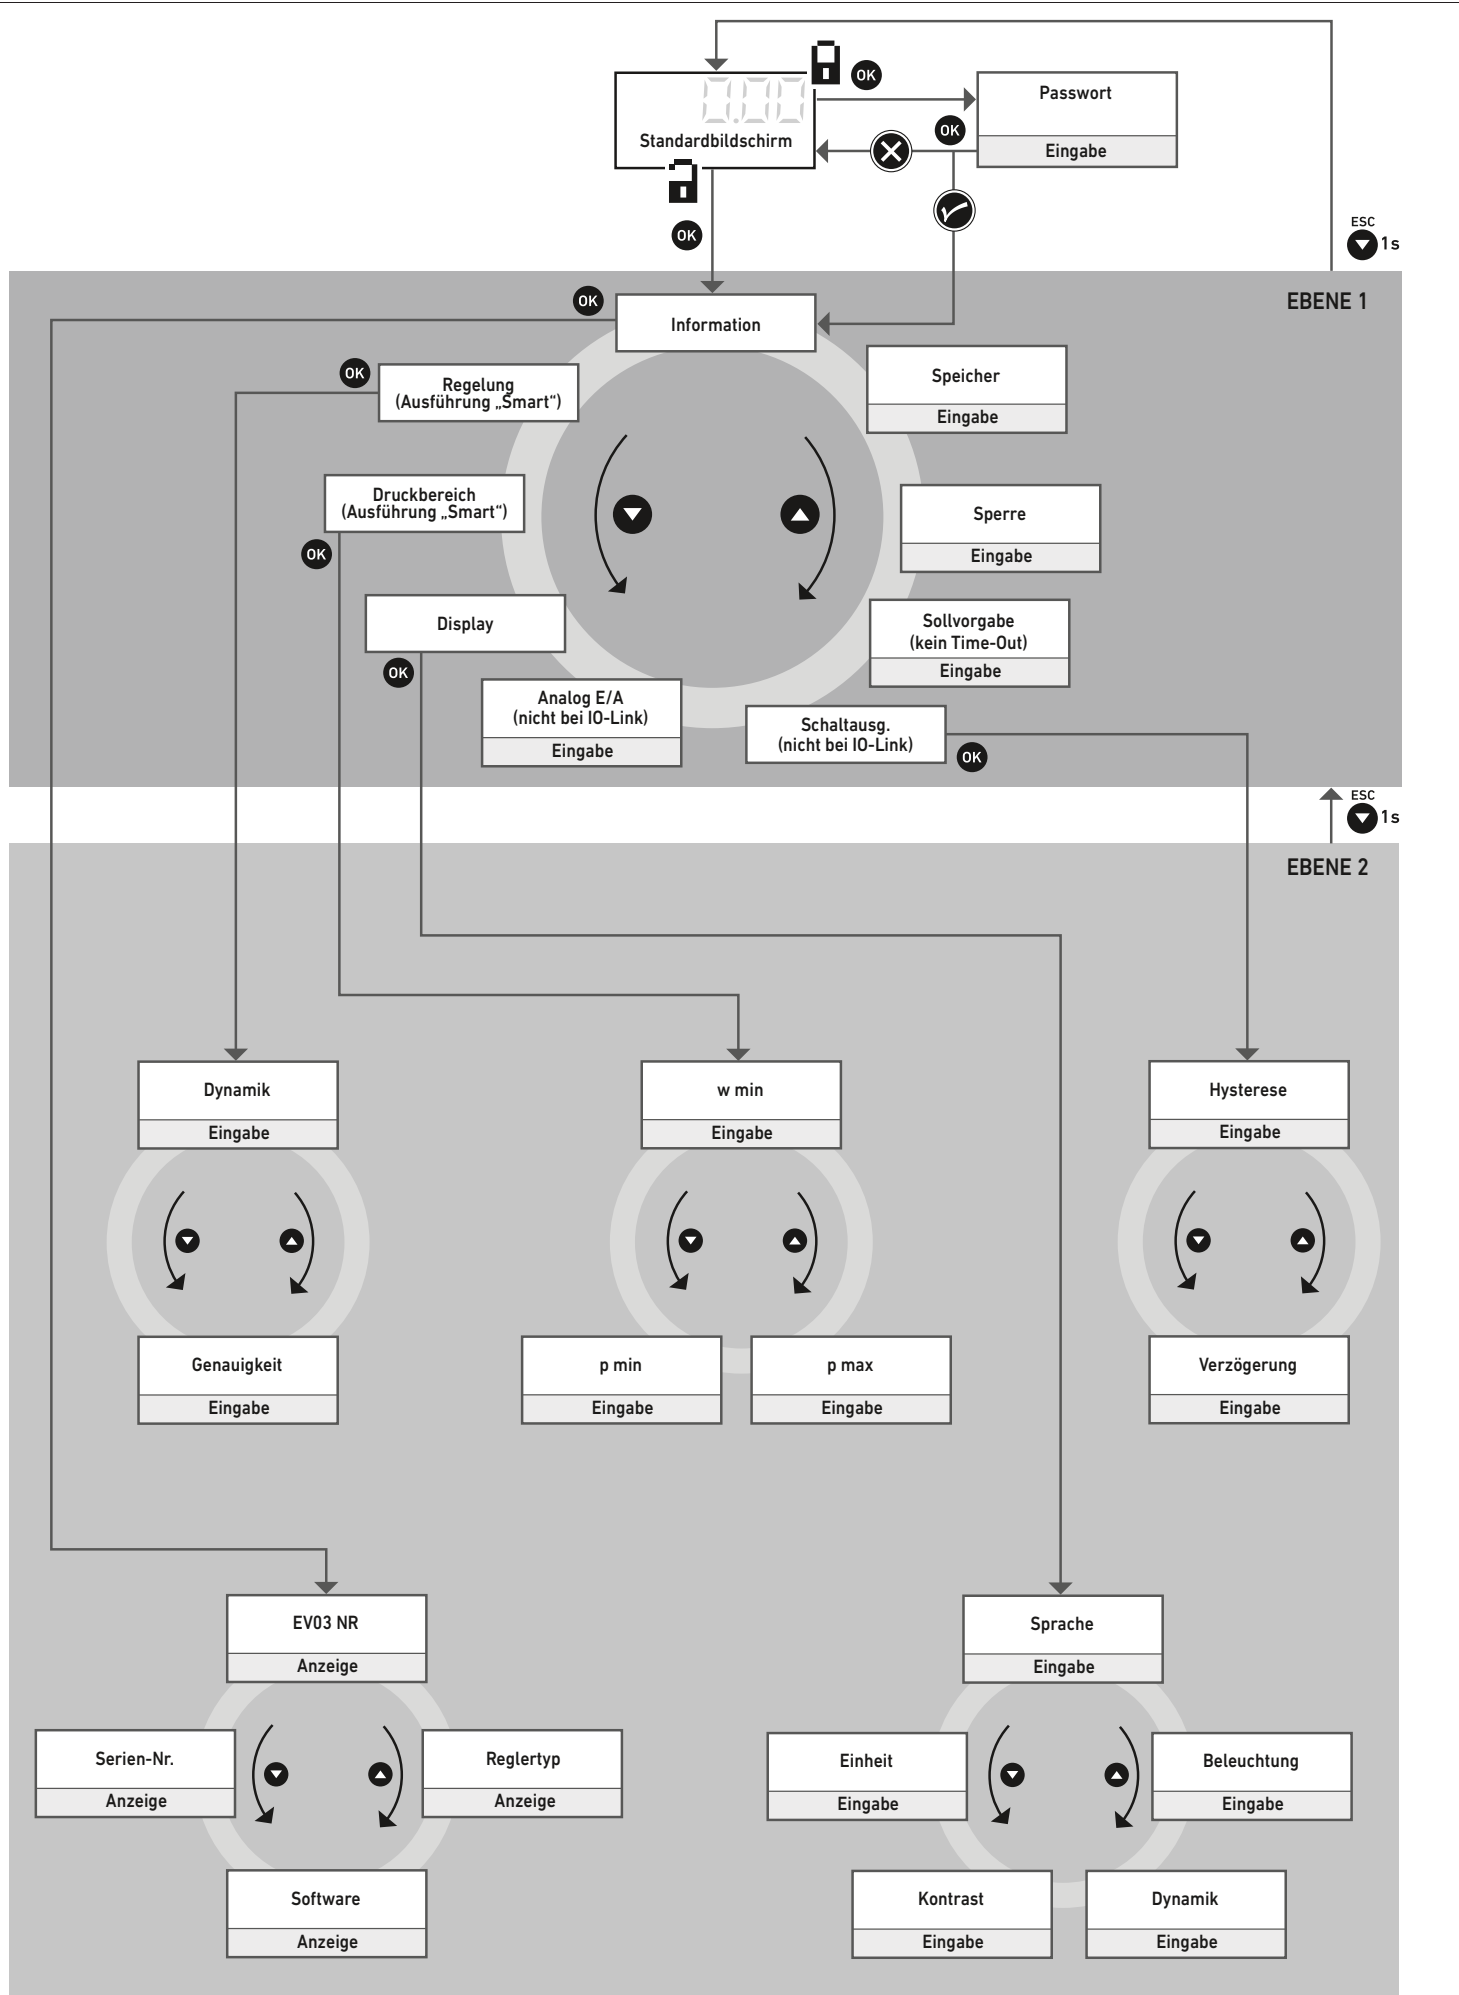 0.00
Standardbildschirm
OK
Passwort
Eingabe
OK
OK
ESC
1s
EBENE 1
OK
Information
OK
Regelung
(Ausführung „Smart“)
Speicher
Eingabe
Druckbereich
(Ausführung „Smart“)
OK
Sperre
Eingabe
Display
OK
Sollvorgabe
(kein Time-Out)
Eingabe
Analog E/A
(nicht bei IO-Link)
Eingabe
Schaltausg.
(nicht bei IO-Link)
OK
ESC
1s
EBENE 2
Dynamik
Eingabe
w min
Eingabe
Hysterese
Eingabe
Genauigkeit
Eingabe
p min
Eingabe
p max
Eingabe
Verzögerung
Eingabe
EV03 NR
Anzeige
Sprache
Eingabe
Serien-Nr.
Anzeige
Reglertyp
Anzeige
Einheit
Eingabe
Beleuchtung
Eingabe
Software
Anzeige
Kontrast
Eingabe
Dynamik
Eingabe